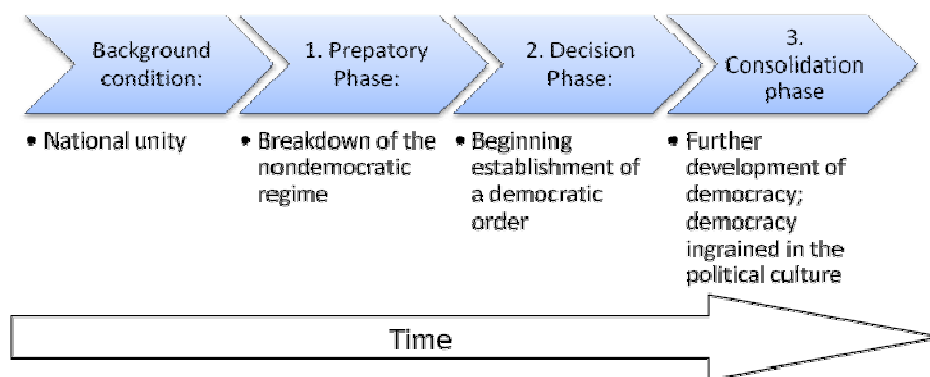 Background
condition:
1. Prepatory
Phase:
2. Decision
Phase:
3.
Consolidation
phase
• National unity
• Breakdown of the
nondemocratic
regime
• Beginning
establishment of
a democratic
order
• Further
development of
democracy;
democracy
ingrained in the
political culture
Time